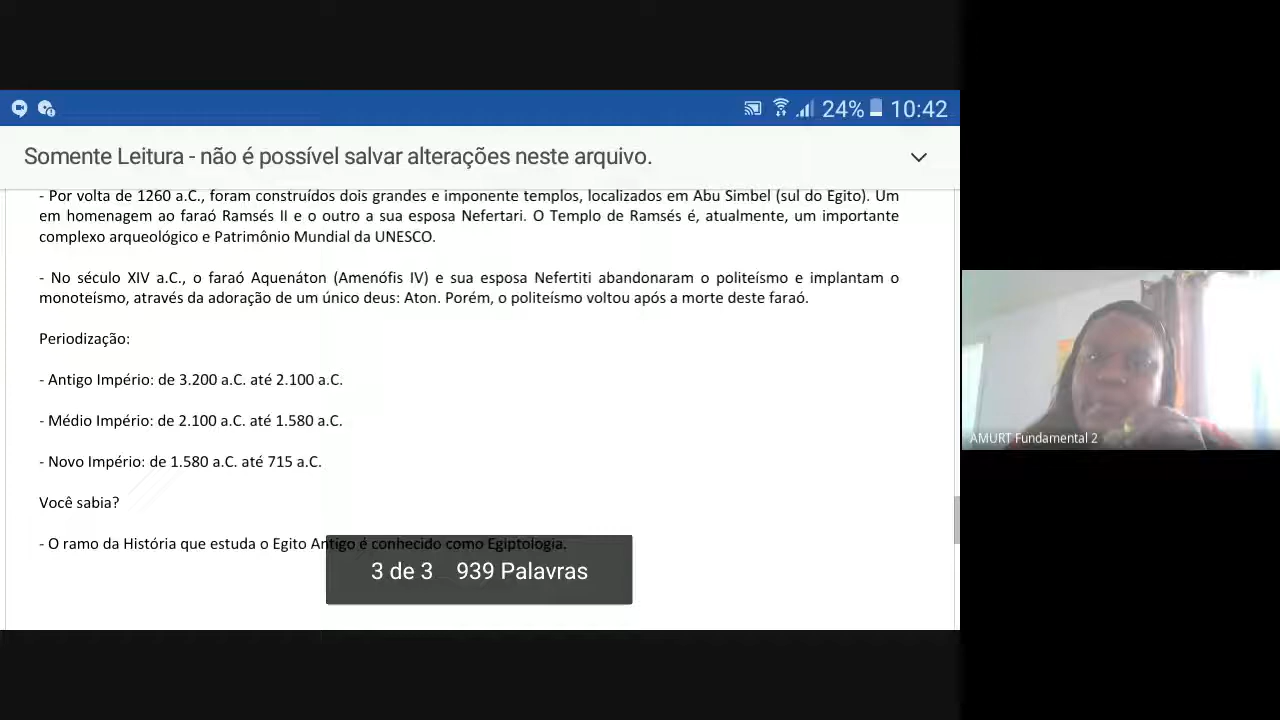 24% 10:42
Somente Leitura - não é possível salvar alterações neste arquivo.
- Por volta de 1260 a.C., foram construídos dois grandes e imponente templos, localizados em Abu Simbel (sul do Egito). Um
em homenagem ao faraó Ramsés II e o outro a sua esposa Nefertari. O Templo de Ramsés é, atualmente, um importante
complexo arqueológico e Patrimônio Mundial da UNESCO.
- No século XIV a.C., o faraó Aquenáton (Amenófis IV) e sua esposa Nefertiti abandonaram o politeísmo e implantam o
monoteísmo, através da adoração de um único deus: Aton. Porém, o politeísmo voltou após a morte deste faraó.
Periodização:
- Antigo Império: de 3.200 a.C. até 2.100 a.C.
- Médio Império: de 2.100 a.C. até 1.580 a.C.
- Novo Império: de 1.580 a.C. até 715 a.C.
Você sabia?
- O ramo da História que estuda o Egito Antigo é conhecido como Egiptologia.
3 de 3 939 Palavras
AMURT Fundamental 2